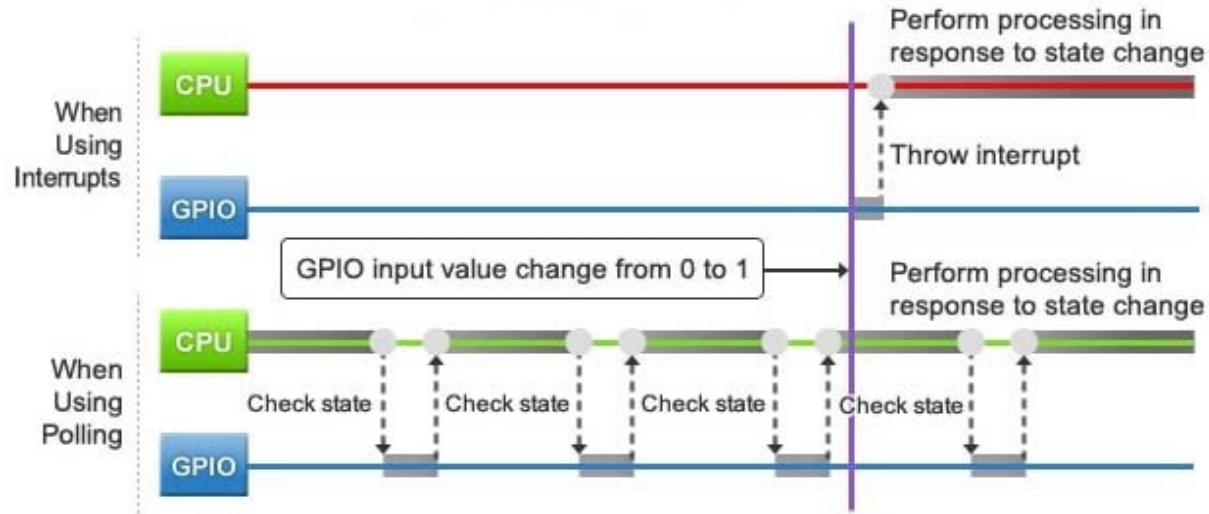 Perform processing in
response to state change
CPU
When
Using
Interrupts
Throw interrupt
GPIO
GPIO input value change from 0 to 1
Perform processing in
response to state change
CPU
When
Using
Polling
Check state
Check state
Check state
Check state
GPIO